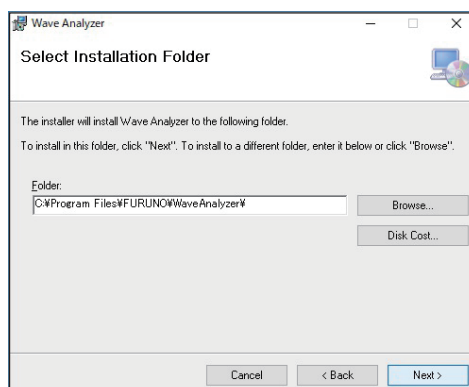 Wave Analyzer
Select Installation Folder
The installer will install Wave Analyzer to the following folder.
To install in this folder, click "Next". To install to a different folder, enter it below or click "Browse".
Folder:
C:¥Program Files¥FURUNO¥WaveAnalyzer¥
Browse...
Disk Cost...
Cancel
< Back
Next >